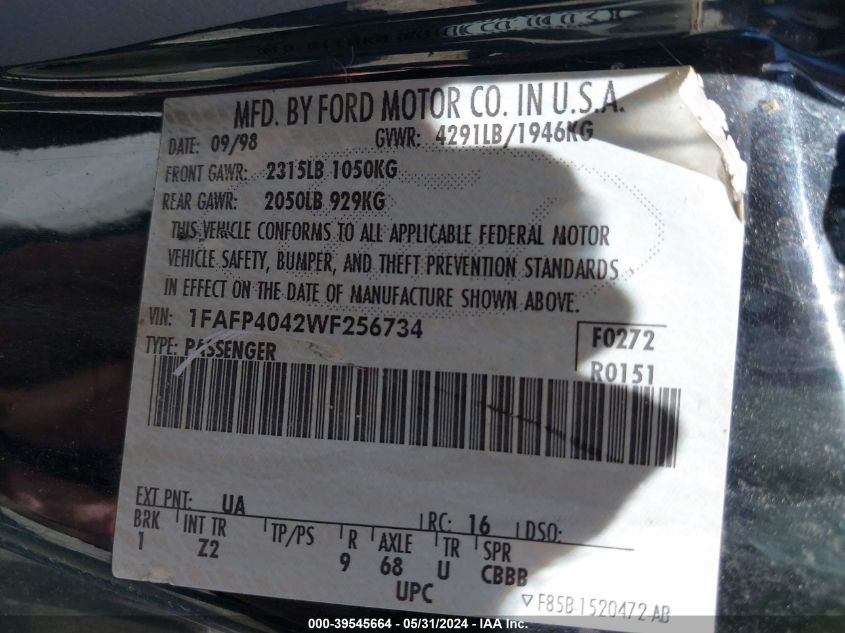 MFD. BY FORD MOTOR CO. IN U.S.A.
DATE: 09/98 GVWR: 4291LB/1946KG
FRONT GAWR: 2315LB 1050KG
REAR GAWR: 2050LB 929KG
THIS VEHICLE CONFORMS TO ALL APPLICABLE FEDERAL MOTOR
VEHICLE SAFETY, BUMPER, AND THEFT PREVENTION STANDARDS
IN EFFECT ON THE DATE OF MANUFACTURE SHOWN ABOVE.
VIN: 1FAFP4042WF256734
TYPE: PASSENGER
F0272
R0151
EXT PNT: UA RC: 16 DSO:
BRK INT TR TP/PS R AXLE TR SPR
1 Z2 9 68 U CBBB
UPC
▽ F85B-1520472-AB
000-39545664 - 05/31/2024 - IAA Inc.